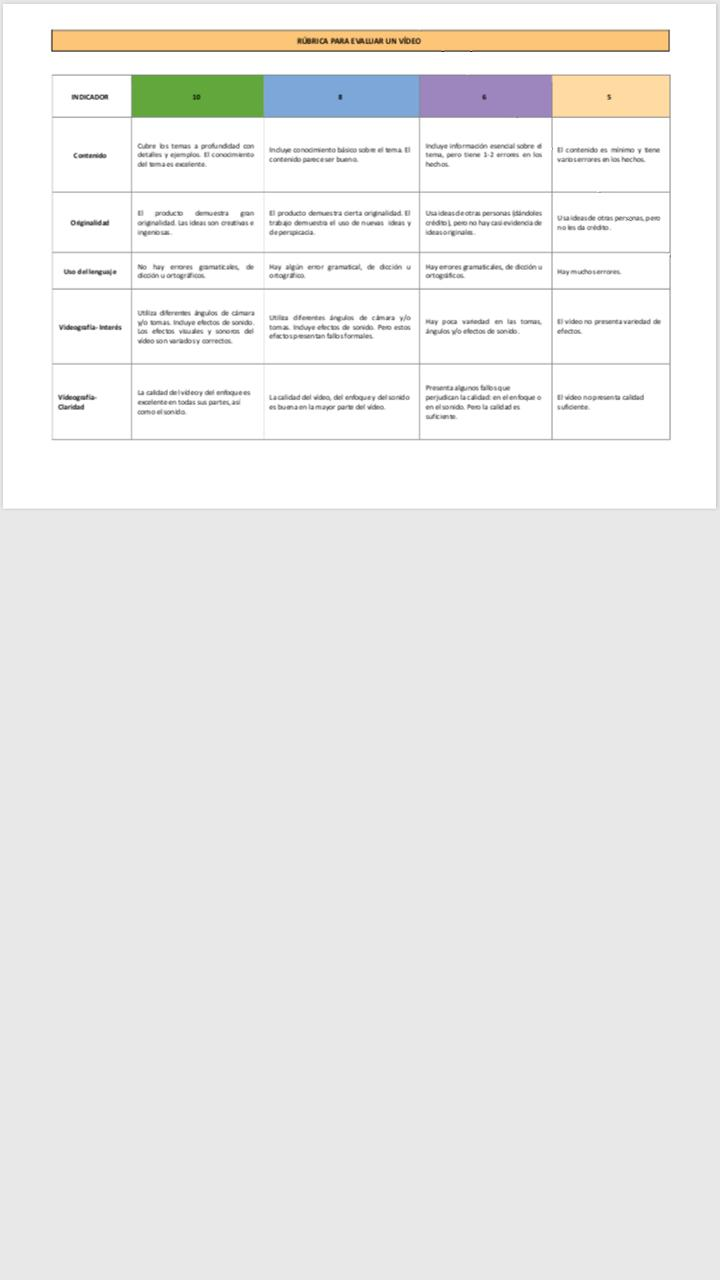 RÚBRICA PARA EVALUAR UN VÍDEO
INDICADOR
10
8
6
5
Contenido
Cubre los temas a profundidad con
detalles y ejemplos. El conocimiento
del tema es excelente.
Incluye conocimiento básico sobre el tema. El
contenido parece ser bueno.
Incluye información esencial sobre el
tema, pero tiene 1-2 errores en los
hechos.
El contenido es mínimo y tiene
varios errores en los hechos.
Originalidad
El producto demuestra gran
originalidad. Las ideas son creativas e
ingeniosas.
El producto demuestra cierta originalidad. El
trabajo demuestra el uso de nuevas ideas y
de perspicacia.
Usa ideas de otras personas (dándoles
crédito), pero no hay casi evidencia de
ideas originales.
Usa ideas de otras personas, pero
no les da crédito.
Uso del lenguaje
No hay errores gramaticales, de
dicción u ortográficos.
Hay algún error gramatical, de dicción u
ortográfico.
Hay errores gramaticales, de dicción u
ortográficos.
Hay muchos errores.
Videografía- Interés
Utiliza diferentes ángulos de cámara
y/o tomas. Incluye efectos de sonido.
Los efectos visuales y sonoros del
vídeo son variados y correctos.
Utiliza diferentes ángulos de cámara y/o
tomas. Incluye efectos de sonido. Pero estos
efectos presentan fallos formales.
Hay poca variedad en las tomas,
ángulos y/o efectos de sonido.
El vídeo no presenta variedad de
efectos.
Videografía-
Claridad
La calidad del vídeo y del enfoque es
excelente en todas sus partes, así
como el sonido.
La calidad del vídeo, del enfoque y del sonido
es buena en la mayor parte del vídeo.
Presenta algunos fallos que
perjudican la calidad: en el enfoque o
en el sonido. Pero la calidad es
suficiente.
El vídeo no presenta calidad
suficiente.